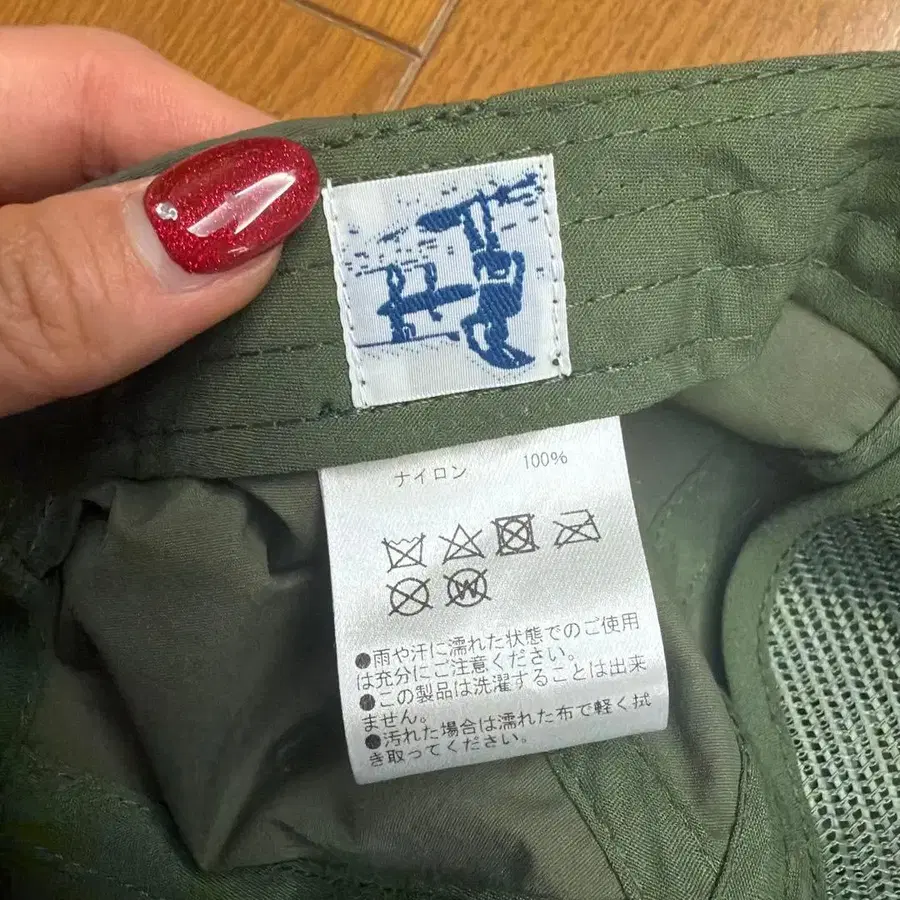 ナイロン 100%
W
●雨や汗に濡れた状態でのご使用
は充分にご注意ください。
●この製品は洗濯することは出来
ません。
●汚れた場合は濡れた布で軽く拭
き取ってください。